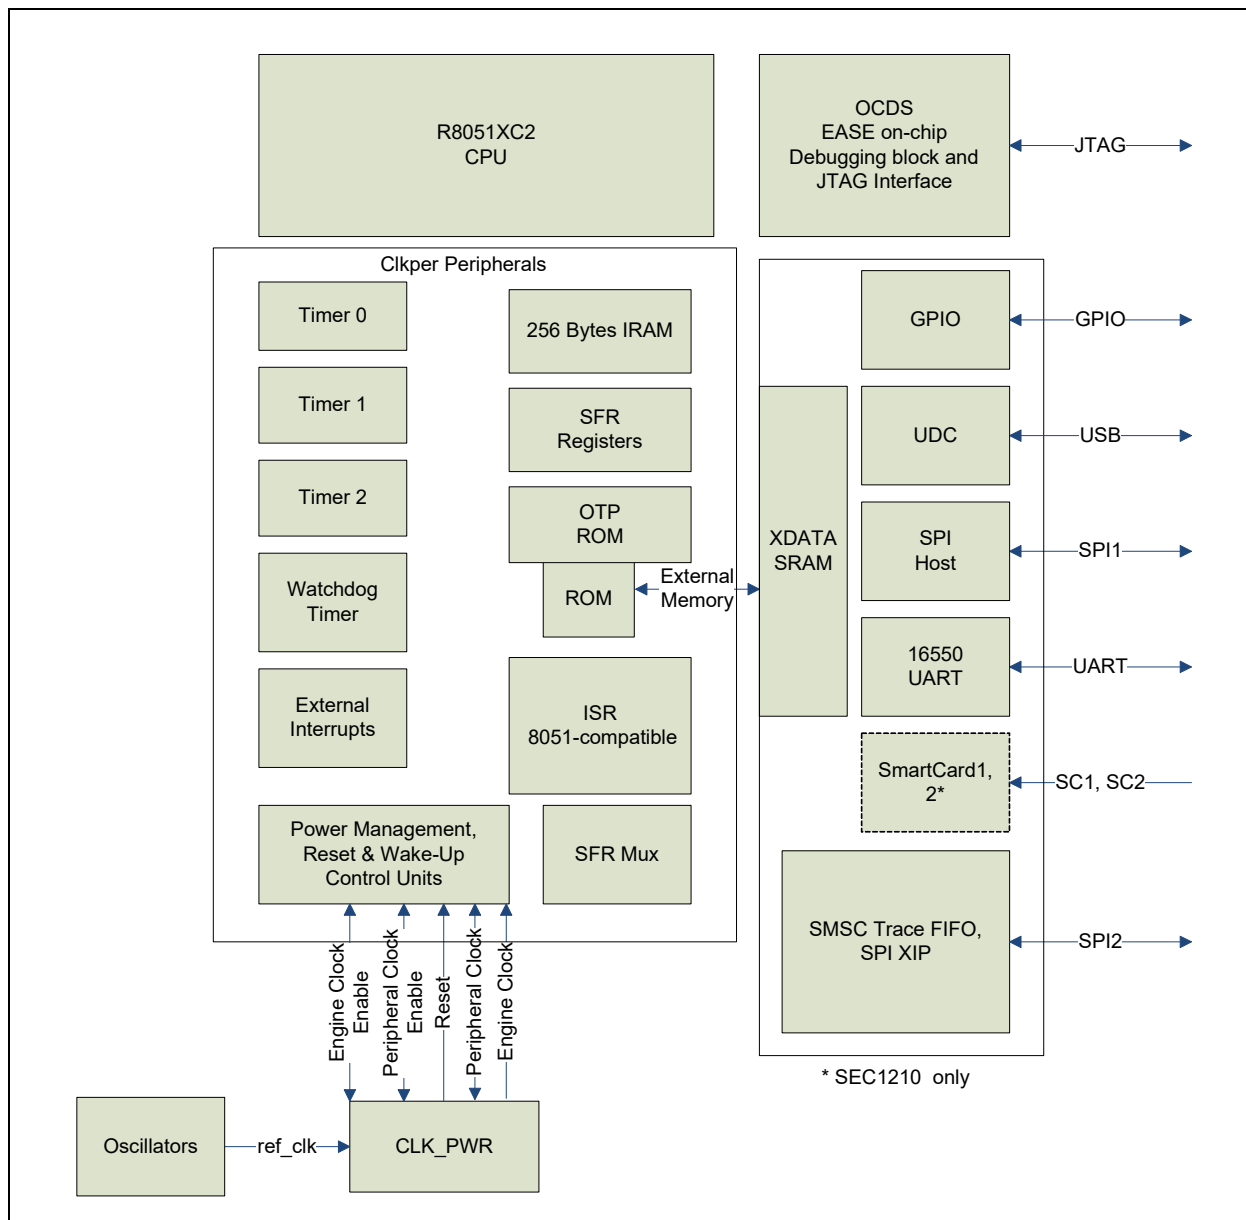 R8051XC2
CPU
OCDS
EASE on-chip
Debugging block and
JTAG Interface
JTAG
Clkper Peripherals
Timer 0
Timer 1
Timer 2
Watchdog
Timer
External
Interrupts
256 Bytes IRAM
SFR
Registers
OTP
ROM
ROM
External
Memory
ISR
8051-compatible
Power Management,
Reset & Wake-Up
Control Units
SFR Mux
XDATA
SRAM
GPIO
GPIO
UDC
USB
SPI
Host
SPI1
16550
UART
UART
SmartCard1,
2*
SC1, SC2
SMSC Trace FIFO,
SPI XIP
SPI2
* SEC1210 only
Engine Clock
Enable
Peripheral Clock
Enable
Reset
Peripheral Clock
Engine Clock
Oscillators
ref_clk
CLK_PWR